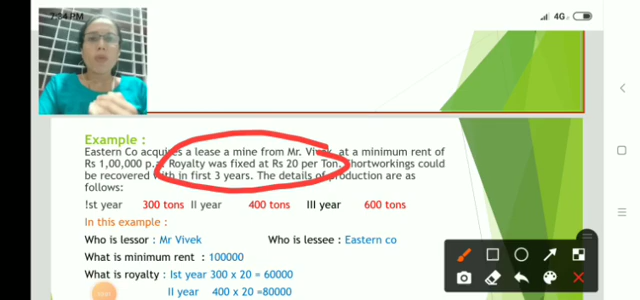 7:34 PM
4G
Example :
Eastern Co acquires a lease a mine from Mr. Vivek, at a minimum rent of
Rs 1,00,000 p.a. Royalty was fixed at Rs 20 per Ton. Shortworkings could
be recovered with in first 3 years. The details of production are as
follows:
Ist year 300 tons II year 400 tons III year 600 tons
In this example :
Who is lessor : Mr Vivek Who is lessee : Eastern co
What is minimum rent : 100000
What is royalty : Ist year 300 x 20 = 60000
II year 400 x 20 =80000